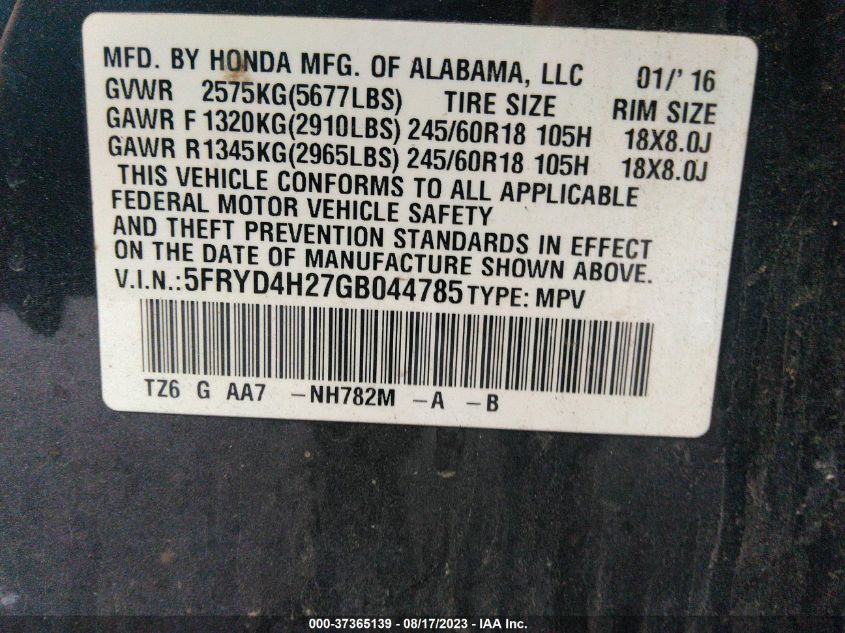 MFD. BY HONDA MFG. OF ALABAMA, LLC 01/' 16
GVWR 2575KG(5677LBS) TIRE SIZE RIM SIZE
GAWR F 1320KG(2910LBS) 245/60R18 105H 18X8.0J
GAWR R 1345KG(2965LBS) 245/60R18 105H 18X8.0J
THIS VEHICLE CONFORMS TO ALL APPLICABLE
FEDERAL MOTOR VEHICLE SAFETY
AND THEFT PREVENTION STANDARDS IN EFFECT
ON THE DATE OF MANUFACTURE SHOWN ABOVE.
V.I.N.:5FRYD4H27GB044785 TYPE: MPV
TZ6 G AA7 -NH782M -A -B
000-37365139 - 08/17/2023 - IAA Inc.